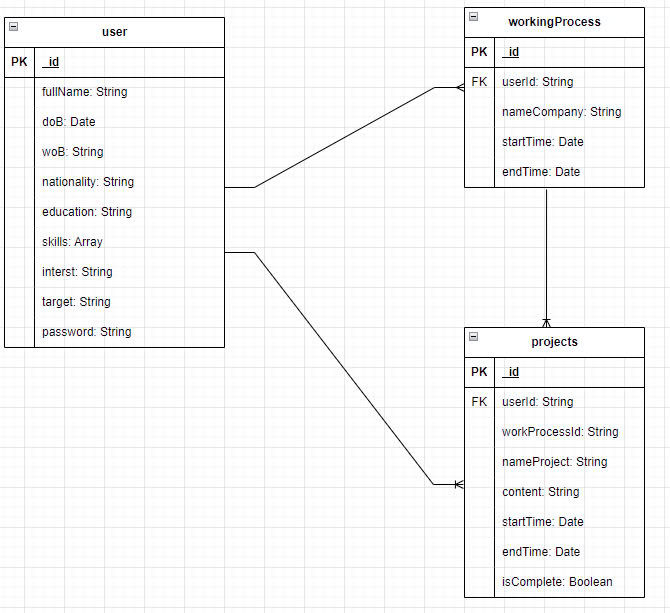 user
PK _id
fullName: String
doB: Date
woB: String
nationality: String
education: String
skills: Array
interst: String
target: String
password: String
workingProcess
PK _id
FK userId: String
nameCompany: String
startTime: Date
endTime: Date
projects
PK _id
FK userId: String
workProcessId: String
nameProject: String
content: String
startTime: Date
endTime: Date
isComplete: Boolean